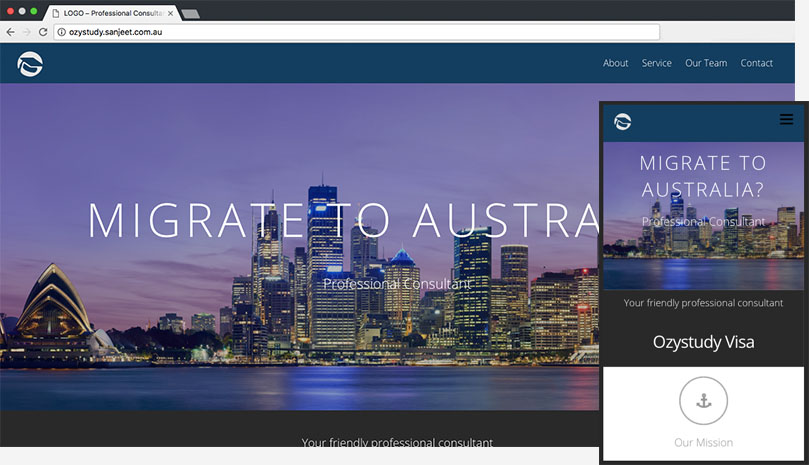 LOGO – Professional Consultan
ozystudy.sanjeet.com.au
About Service Our Team Contact
MIGRATE TO AUSTRA
Professional Consultant
Your friendly professional consultant
MIGRATE TO
AUSTRALIA?
Professional Consultant
Your friendly professional consultant
Ozystudy Visa
Our Mission